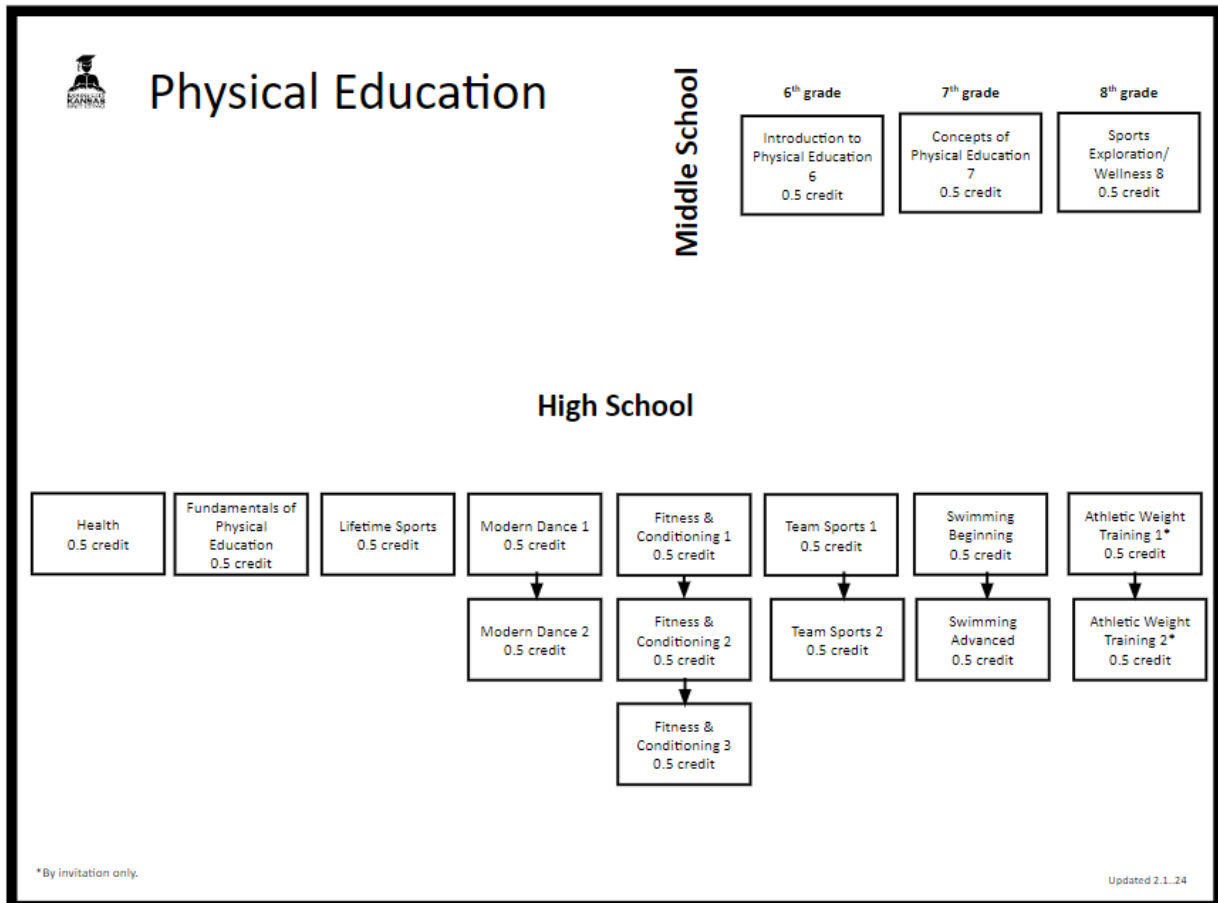 KANSAS
Physical Education
Middle School
6th grade
7th grade
8th grade
Introduction to
Physical Education
6
0.5 credit
Concepts of
Physical Education
7
0.5 credit
Sports
Exploration/
Wellness 8
0.5 credit
High School
Health
0.5 credit
Fundamentals of
Physical
Education
0.5 credit
Lifetime Sports
0.5 credit
Modern Dance 1
0.5 credit
Fitness &
Conditioning 1
0.5 credit
Team Sports 1
0.5 credit
Swimming
Beginning
0.5 credit
Athletic Weight
Training 1*
0.5 credit
Modern Dance 2
0.5 credit
Fitness &
Conditioning 2
0.5 credit
Team Sports 2
0.5 credit
Swimming
Advanced
0.5 credit
Athletic Weight
Training 2*
0.5 credit
Fitness &
Conditioning 3
0.5 credit
*By invitation only.
Updated 2.1..24